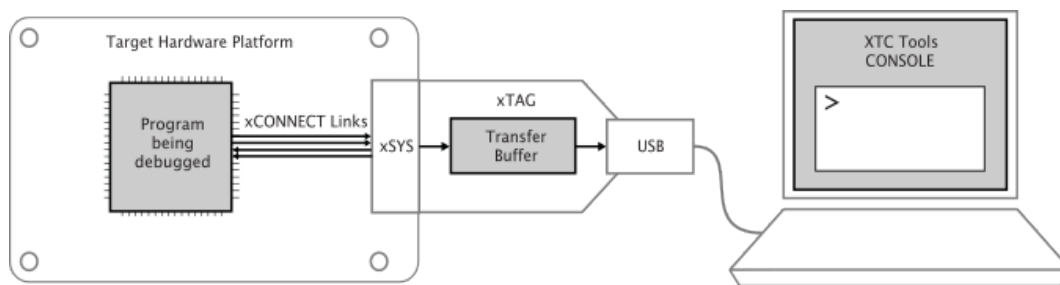 Target Hardware Platform
Program
being
debugged
xCONNECT Links
xSYS
xTAG
Transfer
Buffer
USB
XTC Tools
CONSOLE
>